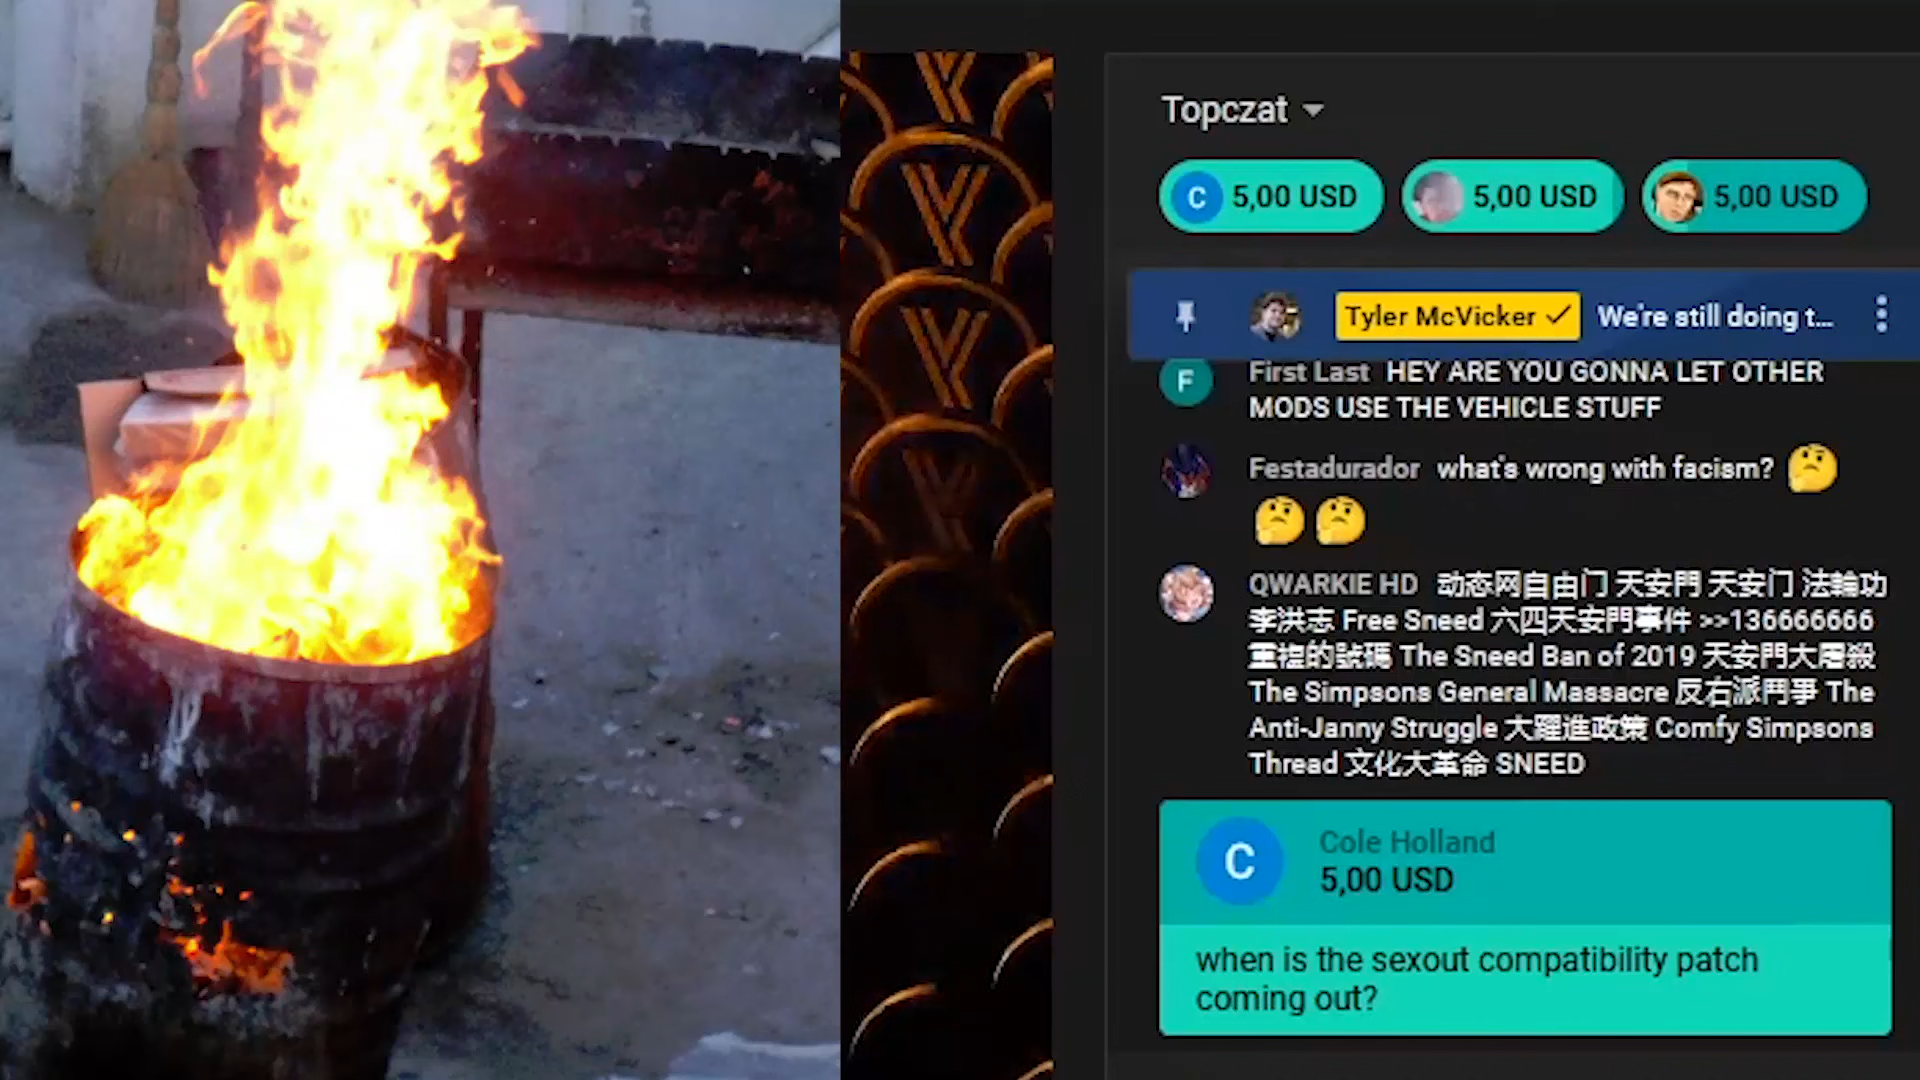 Topczat
C 5,00 USD
5,00 USD
5,00 USD
Tyler McVicker We're still doing t...
F First Last HEY ARE YOU GONNA LET OTHER
MODS USE THE VEHICLE STUFF
Festadurador what's wrong with facism? 🤔
🤔🤔
QWARKIE HD 动态网自由门 天安門 天安门 法輪功
李洪志 Free Sneed 六四天安門事件 >>136666666
重複的號碼 The Sneed Ban of 2019 天安門大屠殺
The Simpsons General Massacre 反右派鬥爭 The
Anti-Janny Struggle 大躍進政策 Comfy Simpsons
Thread 文化大革命 SNEED
C Cole Holland
5,00 USD
when is the sexout compatibility patch
coming out?